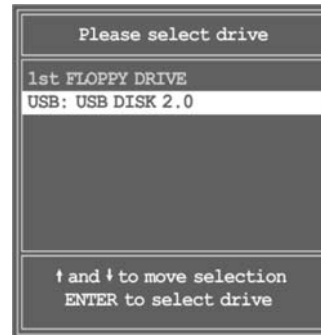 Please select drive
1st FLOPPY DRIVE
USB: USB DISK 2.0
↑ and ↓ to move selection
ENTER to select drive